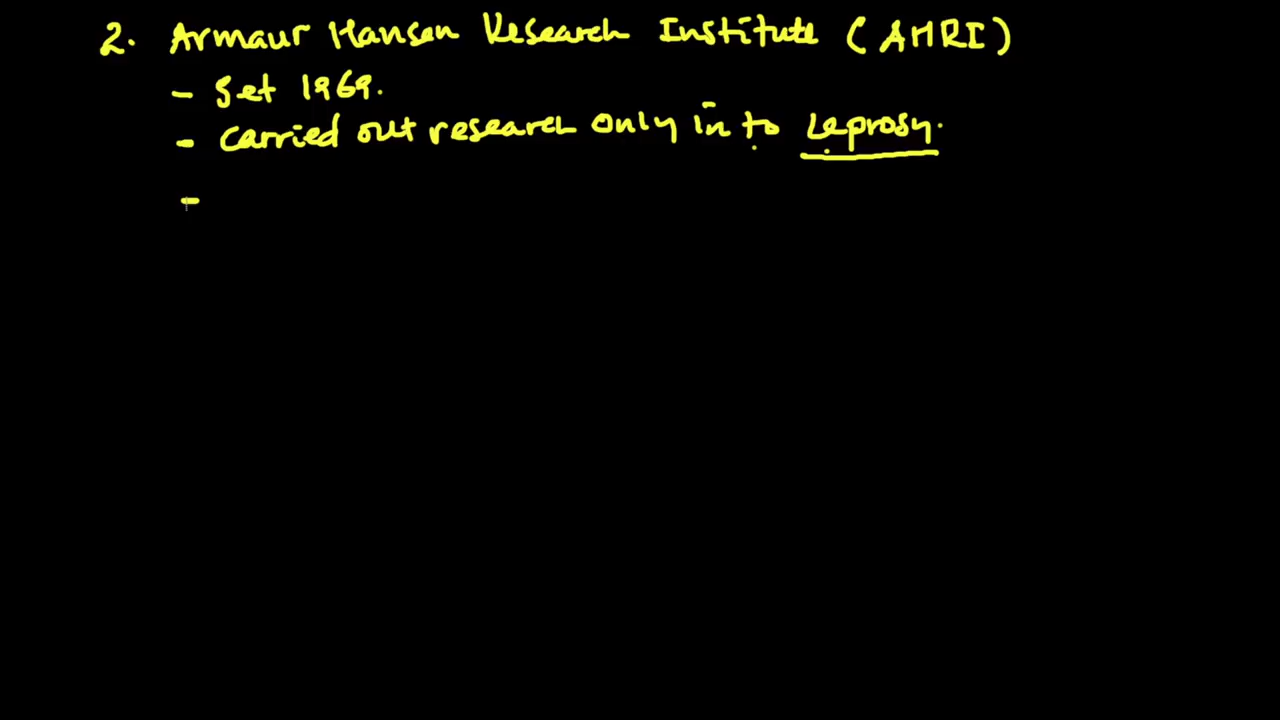 2. Armaur Hansen Research Institute (AHRI)
- Set 1969.
- Carried out research only in to Leprosy.
-